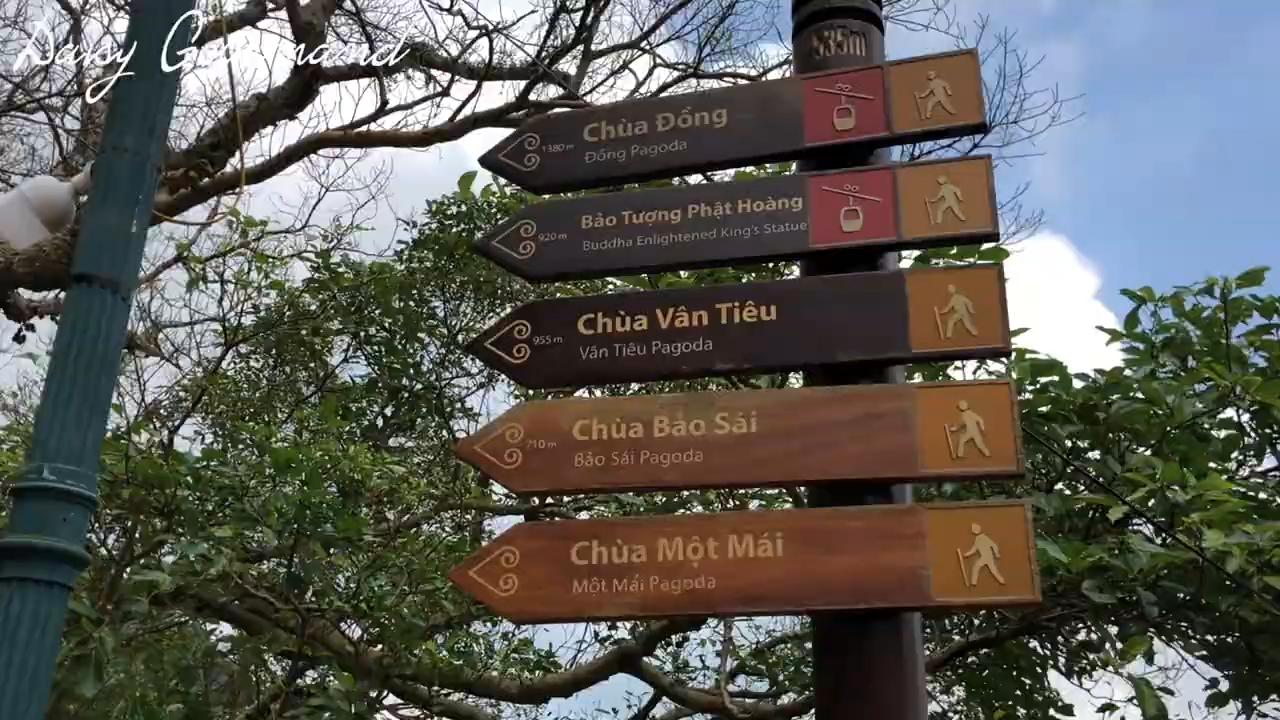 535m
1380 m
Chùa Đồng
Đồng Pagoda
920 m
Bảo Tượng Phật Hoàng
Buddha Enlightened King's Statue
955 m
Chùa Vân Tiêu
Vân Tiêu Pagoda
710 m
Chùa Bảo Sái
Bảo Sái Pagoda
Chùa Một Mái
Một Mái Pagoda